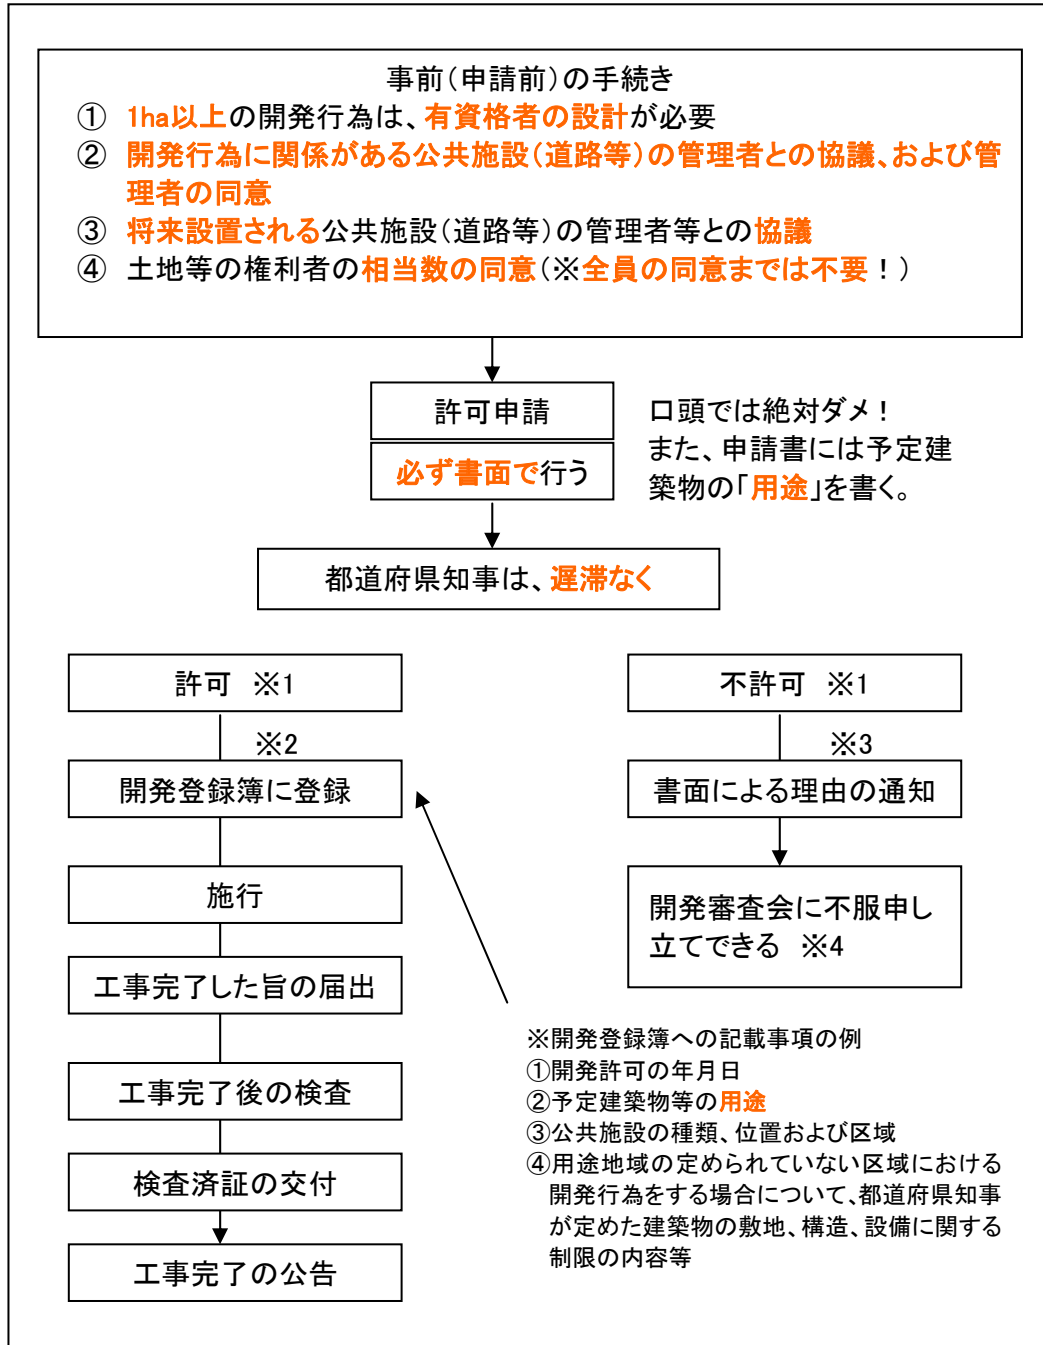 事前(申請前)の手続き
① 1ha以上の開発行為は、有資格者の設計が必要
② 開発行為に関係がある公共施設(道路等)の管理者との協議、および管
理者の同意
③ 将来設置される公共施設(道路等)の管理者等との協議
④ 土地等の権利者の相当数の同意(※全員の同意までは不要!)
許可申請
必ず書面で行う
口頭では絶対ダメ!
また、申請書には予定建
築物の「用途」を書く。
都道府県知事は、遅滞なく
許可 ※1
※2
開発登録簿に登録
施行
工事完了した旨の届出
工事完了後の検査
検査済証の交付
工事完了の公告
不許可 ※1
※3
書面による理由の通知
開発審査会に不服申し
立てできる ※4
※開発登録簿への記載事項の例
①開発許可の年月日
②予定建築物等の用途
③公共施設の種類、位置および区域
④用途地域の定められていない区域における
開発行為をする場合について、都道府県知事
が定めた建築物の敷地、構造、設備に関する
制限の内容等